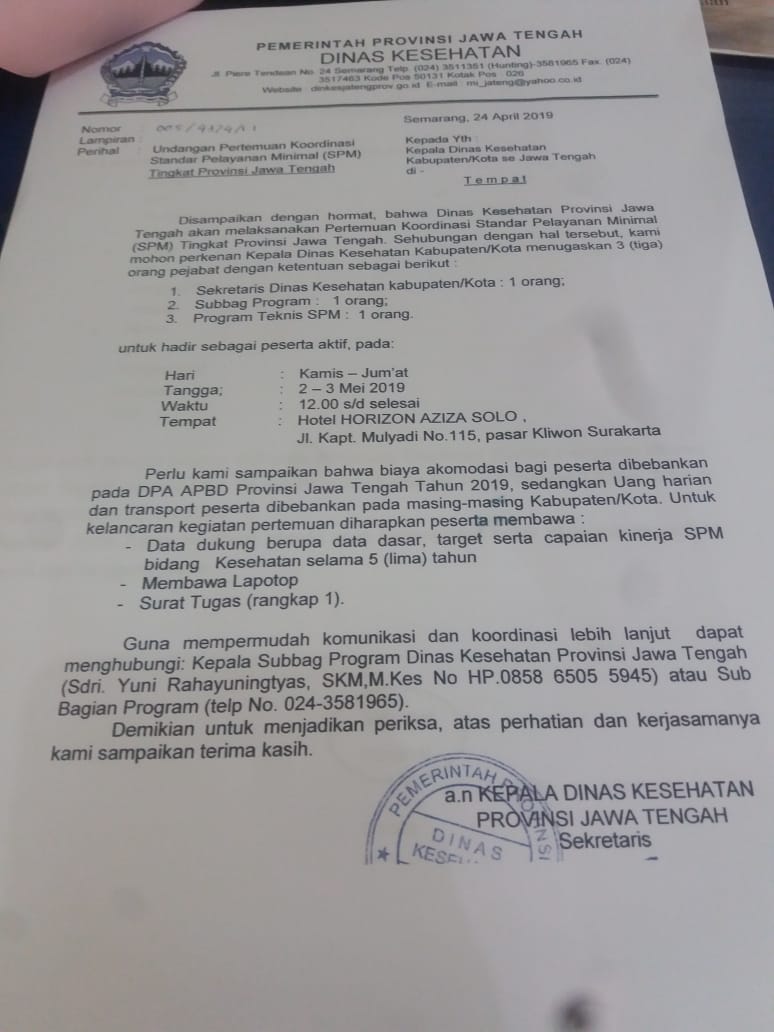 PEMERINTAH PROVINSI JAWA TENGAH
DINAS KESEHATAN
Jl. Piere Tendean No. 24 Semarang Telp. (024) 3511351 (Hunting)-3581965 Fax. (024)
3517463 Kode Pos 50131 Kotak Pos : 026
Website : dinkesjatengprov.go.id E-mail : mi_jateng@yahoo.co.id
Semarang, 24 April 2019
Nomor :
Lampiran :
Perihal : Undangan Pertemuan Koordinasi
Standar Pelayanan Minimal (SPM)
Tingkat Provinsi Jawa Tengah
Kepada Yth :
Kepala Dinas Kesehatan
Kabupaten/Kota se Jawa Tengah
di -
T e m p a t
Disampaikan dengan hormat, bahwa Dinas Kesehatan Provinsi Jawa
Tengah akan melaksanakan Pertemuan Koordinasi Standar Pelayanan Minimal
(SPM) Tingkat Provinsi Jawa Tengah. Sehubungan dengan hal tersebut, kami
mohon perkenan Kepala Dinas Kesehatan Kabupaten/Kota menugaskan 3 (tiga)
orang pejabat dengan ketentuan sebagai berikut :
1. Sekretaris Dinas Kesehatan kabupaten/Kota : 1 orang;
2. Subbag Program : 1 orang;
3. Program Teknis SPM : 1 orang.
untuk hadir sebagai peserta aktif, pada:
Hari : Kamis – Jum'at
Tangga; : 2 – 3 Mei 2019
Waktu : 12.00 s/d selesai
Tempat : Hotel HORIZON AZIZA SOLO ,
Jl. Kapt. Mulyadi No.115, pasar Kliwon Surakarta
Perlu kami sampaikan bahwa biaya akomodasi bagi peserta dibebankan
pada DPA APBD Provinsi Jawa Tengah Tahun 2019, sedangkan Uang harian
dan transport peserta dibebankan pada masing-masing Kabupaten/Kota. Untuk
kelancaran kegiatan pertemuan diharapkan peserta membawa :
- Data dukung berupa data dasar, target serta capaian kinerja SPM
bidang Kesehatan selama 5 (lima) tahun
- Membawa Lapotop
- Surat Tugas (rangkap 1).
Guna mempermudah komunikasi dan koordinasi lebih lanjut dapat
menghubungi: Kepala Subbag Program Dinas Kesehatan Provinsi Jawa Tengah
(Sdri. Yuni Rahayuningtyas, SKM,M.Kes No HP.0858 6505 5945) atau Sub
Bagian Program (telp No. 024-3581965).
Demikian untuk menjadikan periksa, atas perhatian dan kerjasamanya
kami sampaikan terima kasih.
a.n KEPALA DINAS KESEHATAN
PROVINSI JAWA TENGAH
Sekretaris
PEMERINTAH PROVINSI
DINAS